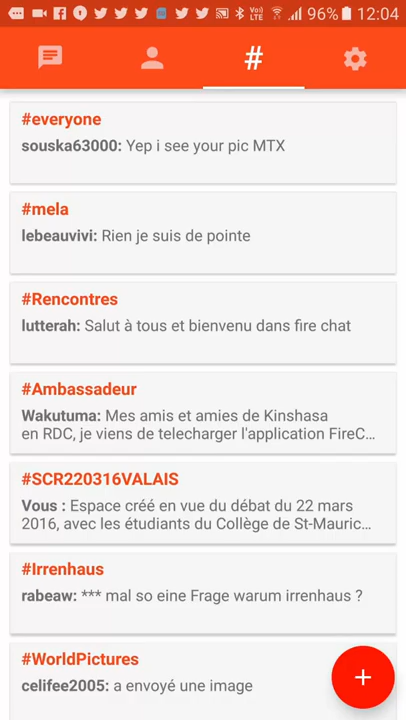 96% 12:04
#
#everyone
souska63000: Yep i see your pic MTX
#mela
lebeauvivi: Rien je suis de pointe
#Rencontres
lutterah: Salut à tous et bienvenu dans fire chat
#Ambassadeur
Wakutuma: Mes amis et amies de Kinshasa
en RDC, je viens de telecharger l'application FireC...
#SCR220316VALAIS
Vous : Espace créé en vue du débat du 22 mars
2016, avec les étudiants du Collège de St-Mauric...
#Irrenhaus
rabeaw: *** mal so eine Frage warum irrenhaus ?
#WorldPictures
celifee2005: a envoyé une image
+